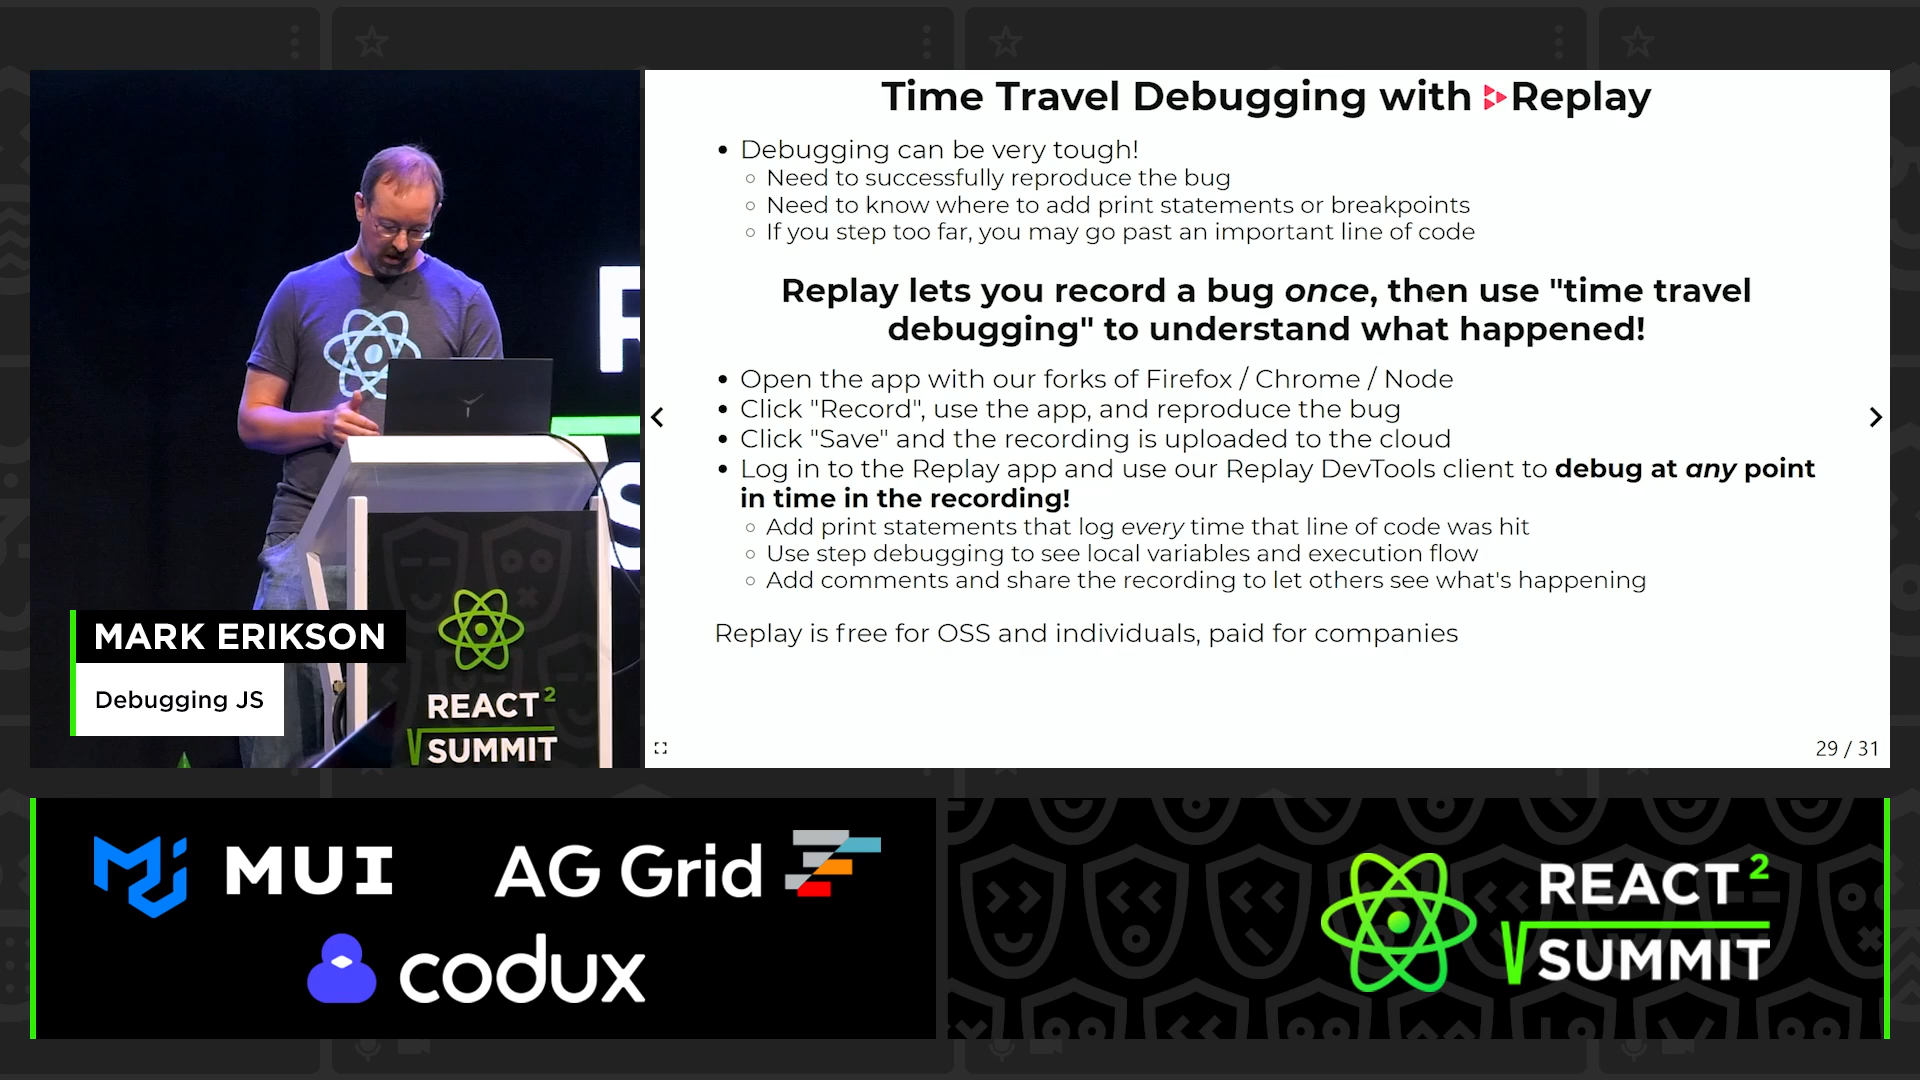 Time Travel Debugging with Replay
Debugging can be very tough!
Need to successfully reproduce the bug
Need to know where to add print statements or breakpoints
If you step too far, you may go past an important line of code
Replay lets you record a bug once, then use "time travel
debugging" to understand what happened!
Open the app with our forks of Firefox / Chrome / Node
Click "Record", use the app, and reproduce the bug
Click "Save" and the recording is uploaded to the cloud
Log in to the Replay app and use our Replay DevTools client to debug at any point
in time in the recording!
Add print statements that log every time that line of code was hit
Use step debugging to see local variables and execution flow
Add comments and share the recording to let others see what's happening
Replay is free for OSS and individuals, paid for companies
29 / 31
MARK ERIKSON
Debugging JS
REACT 2
SUMMIT
MUI
AG Grid
codux
REACT 2
SUMMIT